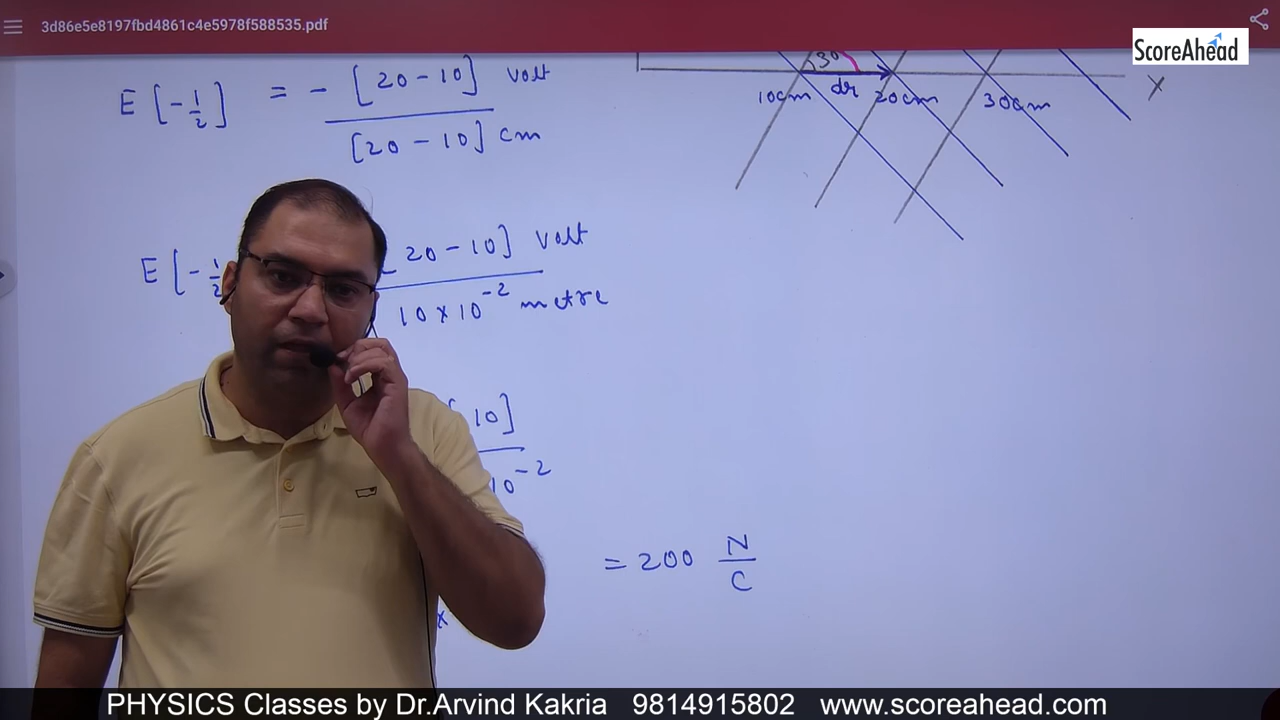 3d86e5e8197fbd4861c4e5978f588535.pdf
ScoreAhead
E [-1/2] = - [20-10] volt / [20-10] cm
30
10cm dr 20cm 30cm X
E [-1/2 20-10] volt / 10×10⁻² metre
10]
10⁻²
= 200 N/C
x
PHYSICS Classes by Dr.Arvind Kakria 9814915802 www.scoreahead.com